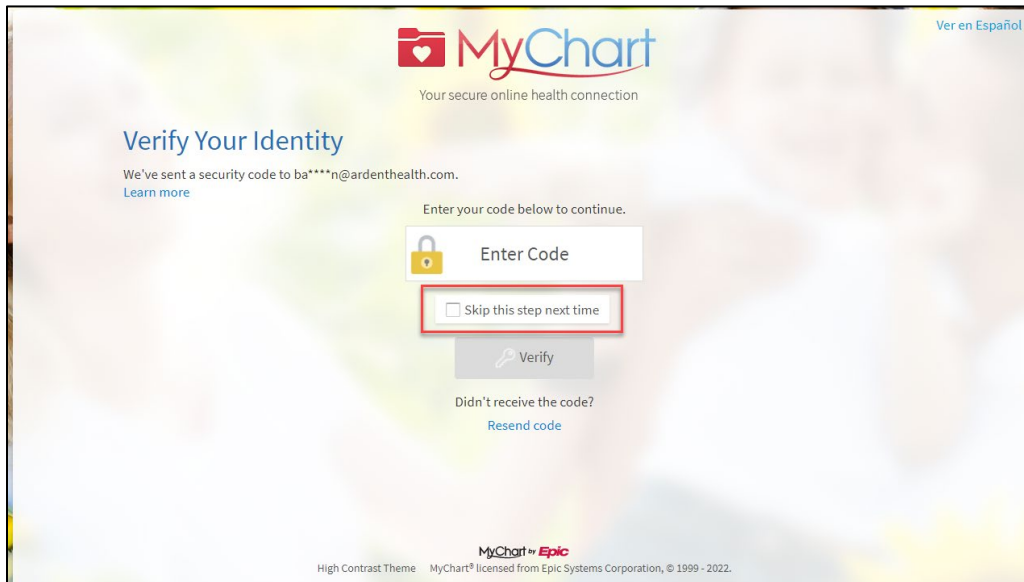 Ver en Español
MyChart
Your secure online health connection
Verify Your Identity
We've sent a security code to ba****n@ardenthealth.com.
Learn more
Enter your code below to continue.
Enter Code
Skip this step next time
Verify
Didn't receive the code?
Resend code
MyChart by Epic
High Contrast Theme MyChart® licensed from Epic Systems Corporation, © 1999 - 2022.